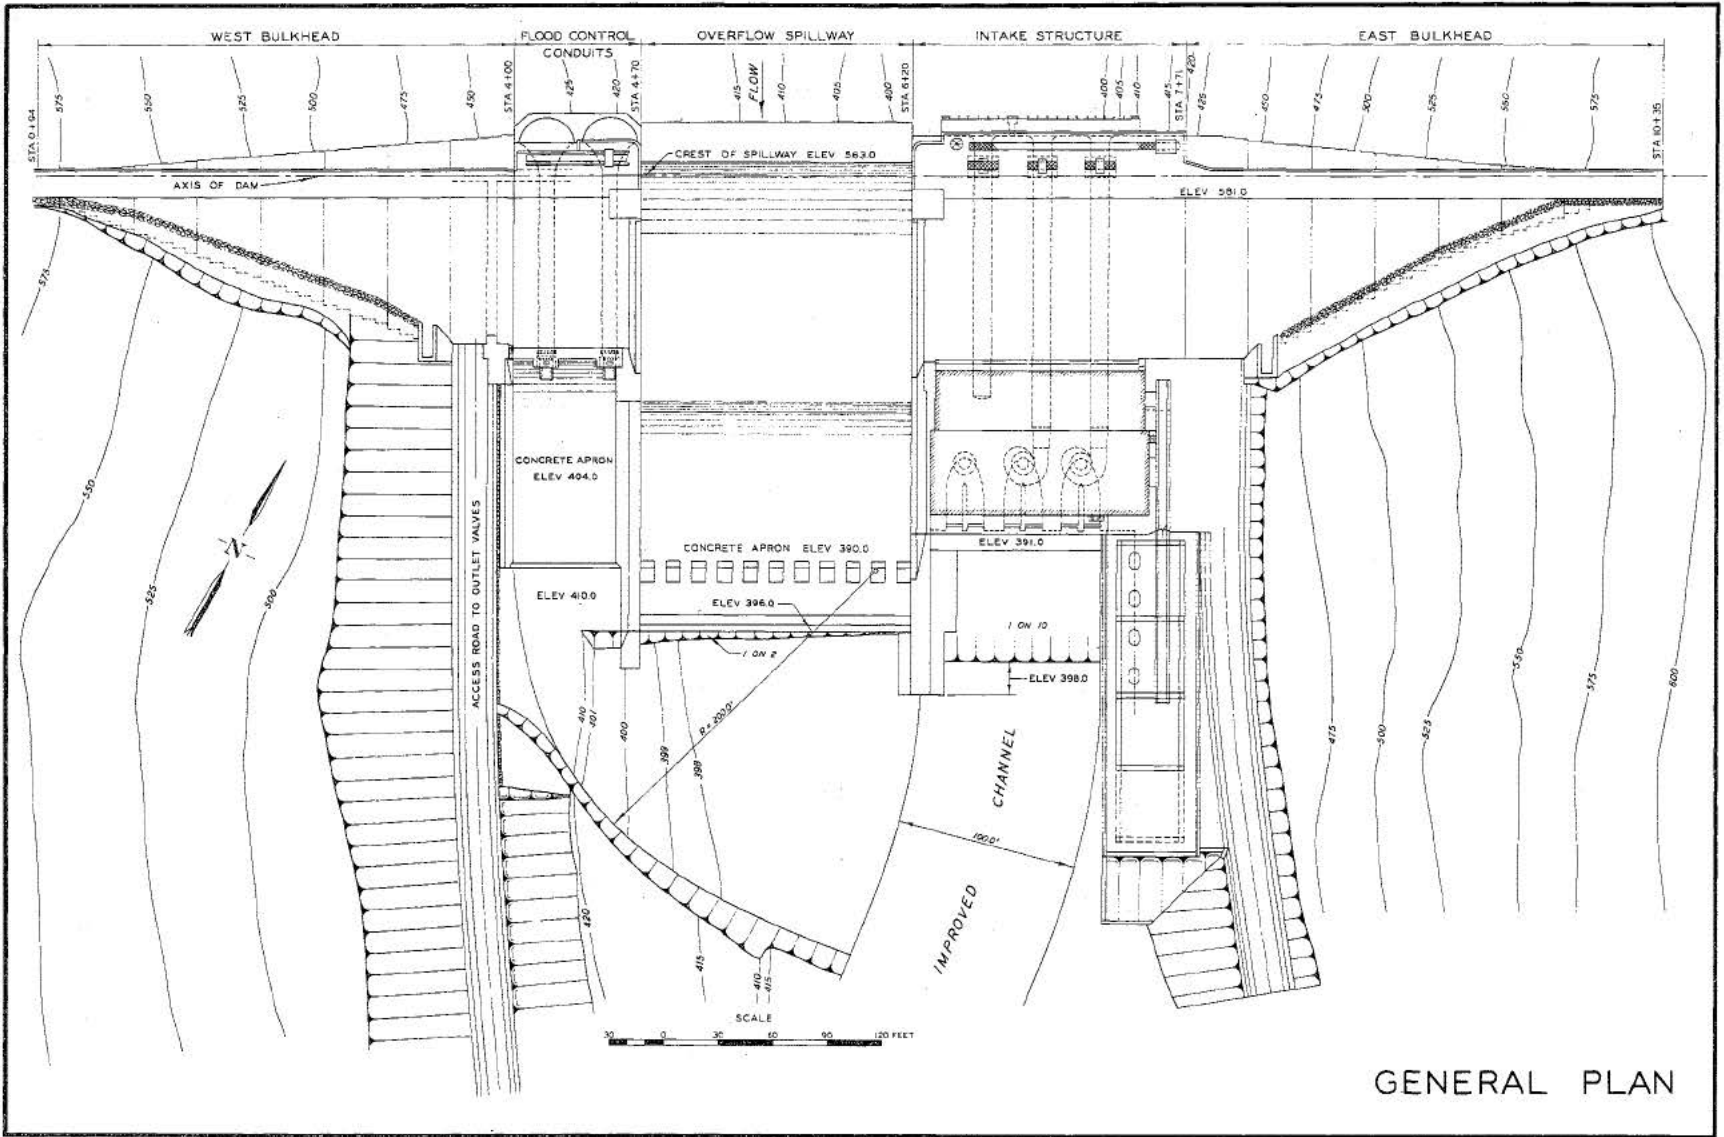 WEST BULKHEAD
FLOOD CONTROL
CONDUITS
OVERFLOW SPILLWAY
INTAKE STRUCTURE
EAST BULKHEAD
STA 0+94
575
550
525
500
475
450
STA 4+00
425
420
STA 4+70
415
FLOW
410
405
400
STA 6+20
400
405
410
415
STA 7+71
420
425
450
475
500
525
550
575
STA 10+35
CREST OF SPILLWAY ELEV 563.0
AXIS OF DAM
ELEV 581.0
575
550
525
500
N
ACCESS ROAD TO OUTLET VALVES
CONCRETE APRON
ELEV 404.0
ELEV 410.0
CONCRETE APRON ELEV 390.0
ELEV 396.0
1 ON 2
ELEV 391.0
1 ON 10
ELEV 398.0
R = 200.0'
410
401
400
399
398
420
415
410
415
CHANNEL
100.0'
IMPROVED
475
500
525
550
575
600
SCALE
30 0 30 60 90 120 FEET
GENERAL PLAN